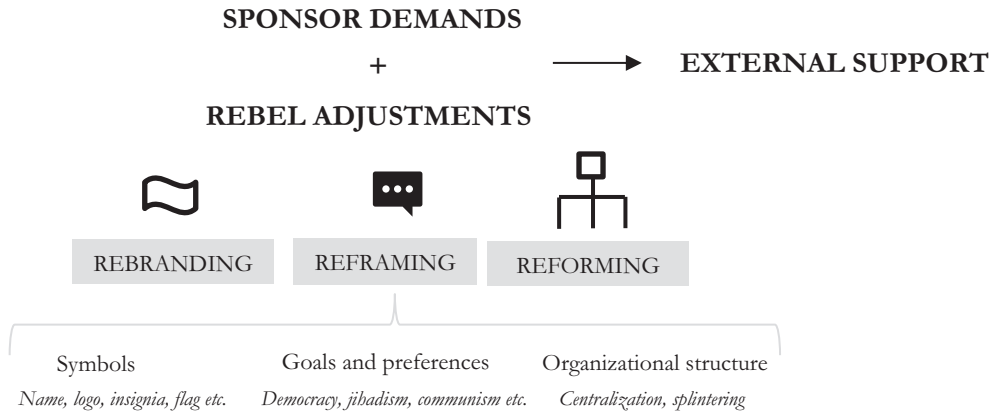 SPONSOR DEMANDS
+
EXTERNAL SUPPORT
REBEL ADJUSTMENTS
REBRANDING
REFRAMING
REFORMING
Symbols
Goals and preferences
Organizational structure
Name, logo, insignia, flag etc.
Democracy, jihadism, communism etc.
Centralization, splintering